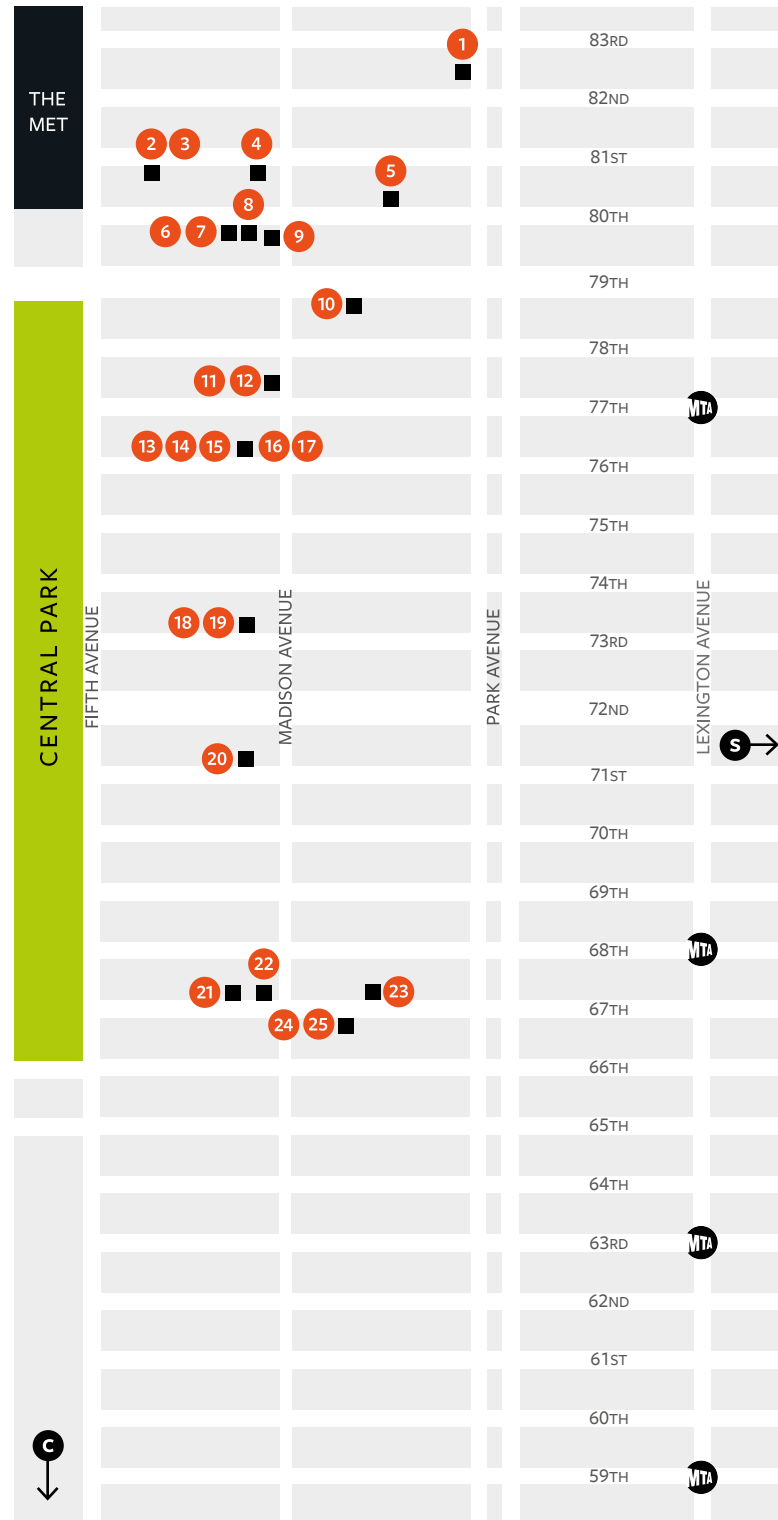 1
83RD
THE
MET
82ND
2 3 4
81ST
5
8
80TH
6 7 9
79TH
10
78TH
11 12
77TH
MTA
13 14 15 16 17
76TH
75TH
74TH
CENTRAL PARK
FIFTH AVENUE
MADISON AVENUE
PARK AVENUE
LEXINGTON AVENUE
18 19
73RD
72ND
S
20
71ST
70TH
69TH
68TH
MTA
22
21 23
67TH
24 25
66TH
65TH
64TH
63RD
MTA
62ND
61ST
60TH
C
59TH
MTA